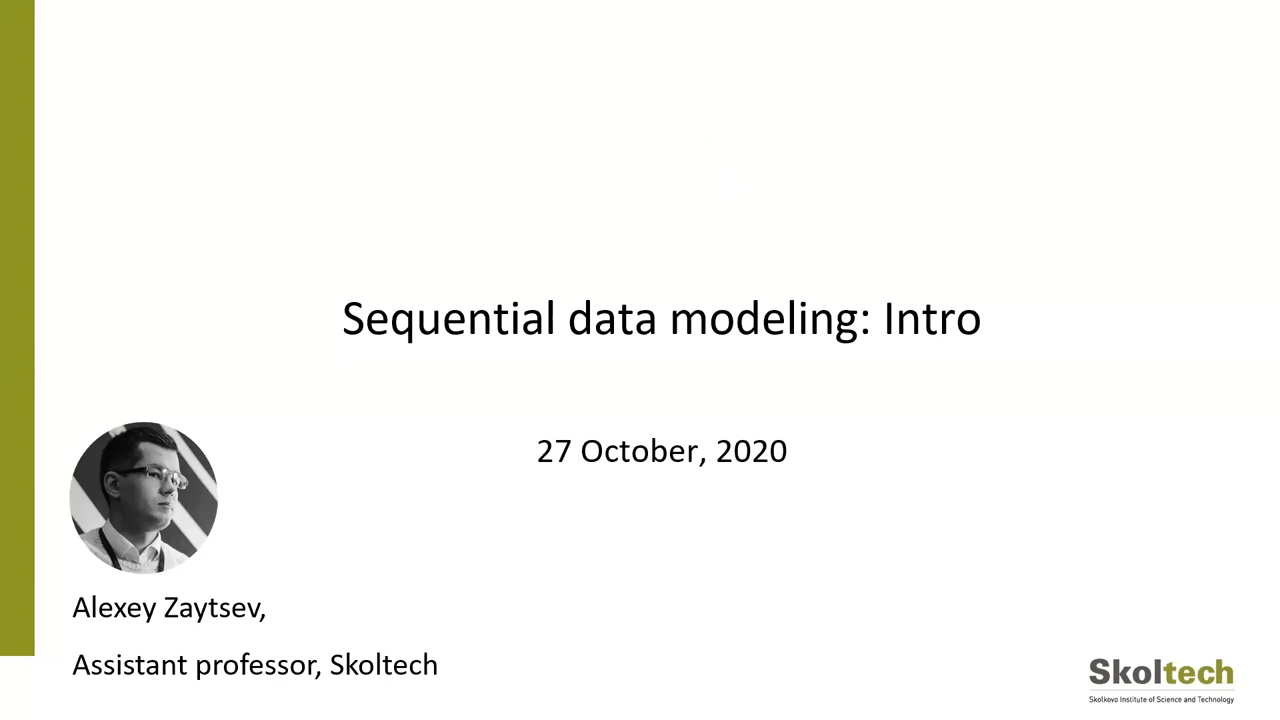 Sequential data modeling: Intro
27 October, 2020
Alexey Zaytsev,
Assistant professor, Skoltech
Skoltech
Skolkovo Institute of Science and Technology